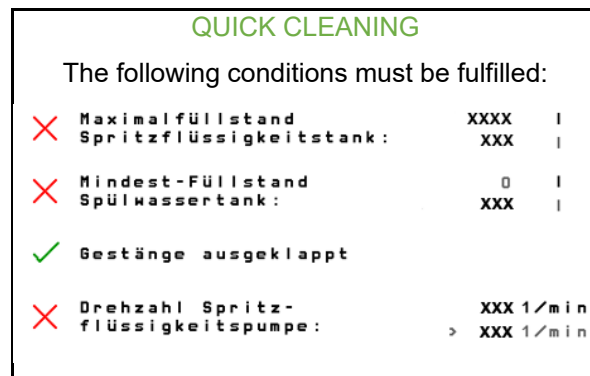 QUICK CLEANING
The following conditions must be fulfilled:
Maximalfüllstand XXXX l
Spritzflüssigkeitstank: XXX l
Mindest-Füllstand 0 l
Spülwassertank: XXX l
Gestänge ausgeklappt
Drehzahl Spritz- XXX 1/min
flüssigkeitspumpe: > XXX 1/min